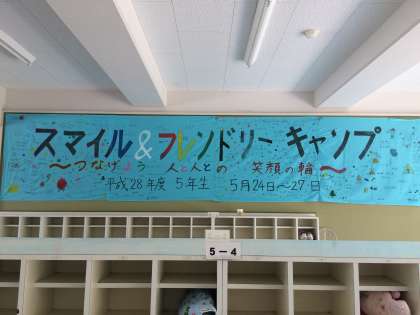 スマイル&フレンドリーキャンプ
～つなげよう 人と人との 笑顔の輪～
平成28年度 5年生 5月24日～27日
5-4